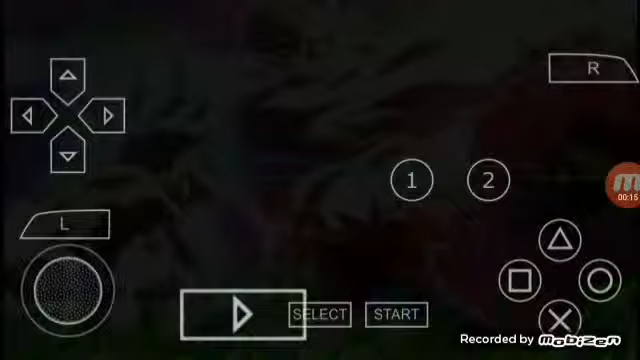 R
1 2
00:15
L
SELECT START
Recorded by
mobizen